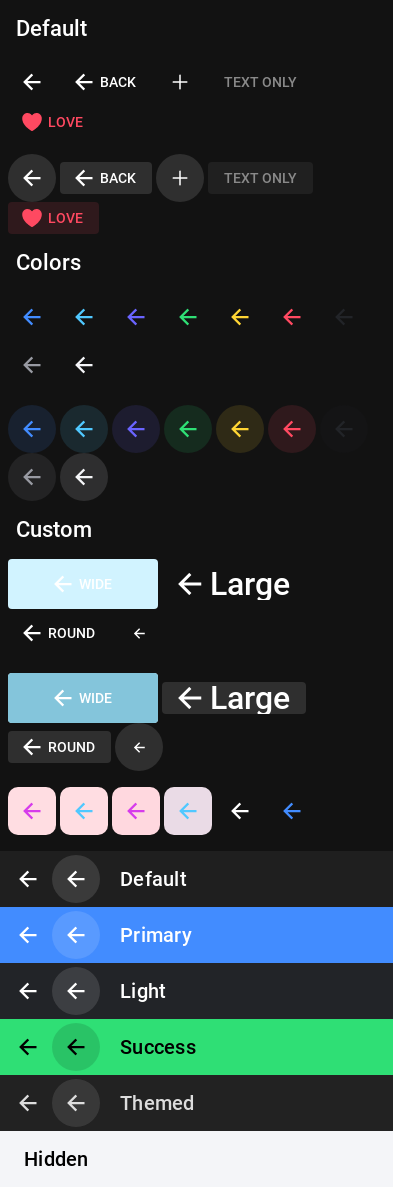 Default
BACK TEXT ONLY
LOVE
BACK TEXT ONLY
LOVE
Colors
Custom
WIDE Large
ROUND
WIDE Large
ROUND
Default
Primary
Light
Success
Themed
Hidden